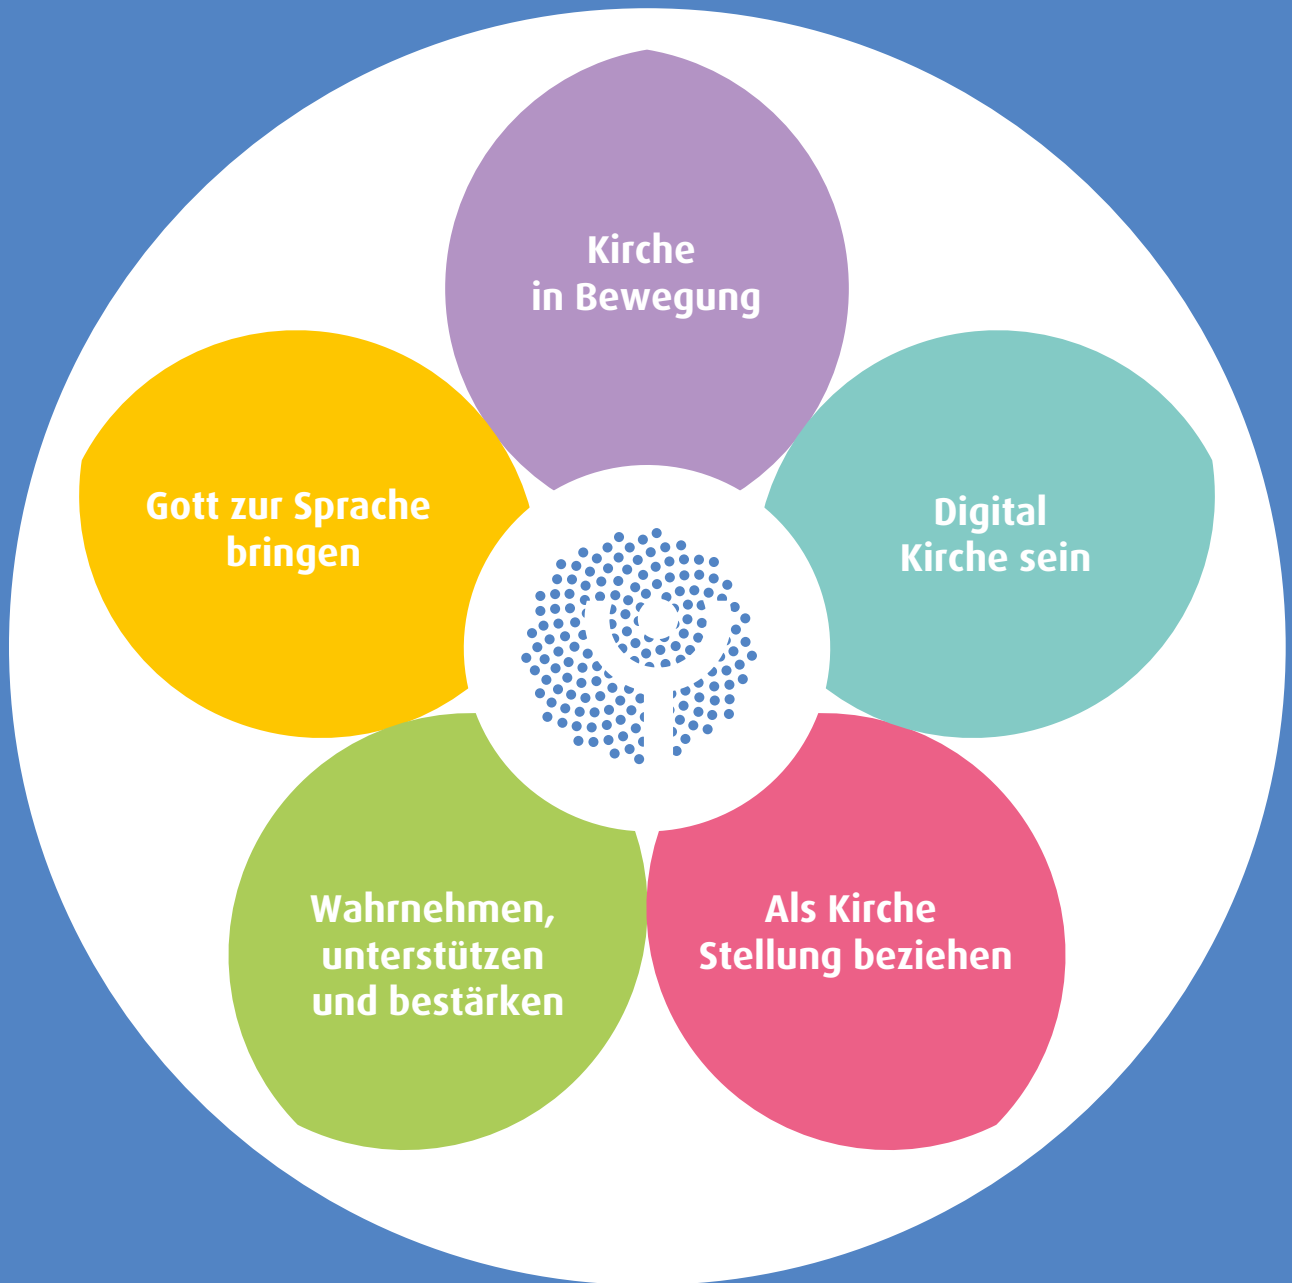 Kirche
in Bewegung
Gott zur Sprache
bringen
Digital
Kirche sein
Wahrnehmen,
unterstützen
und bestärken
Als Kirche
Stellung beziehen